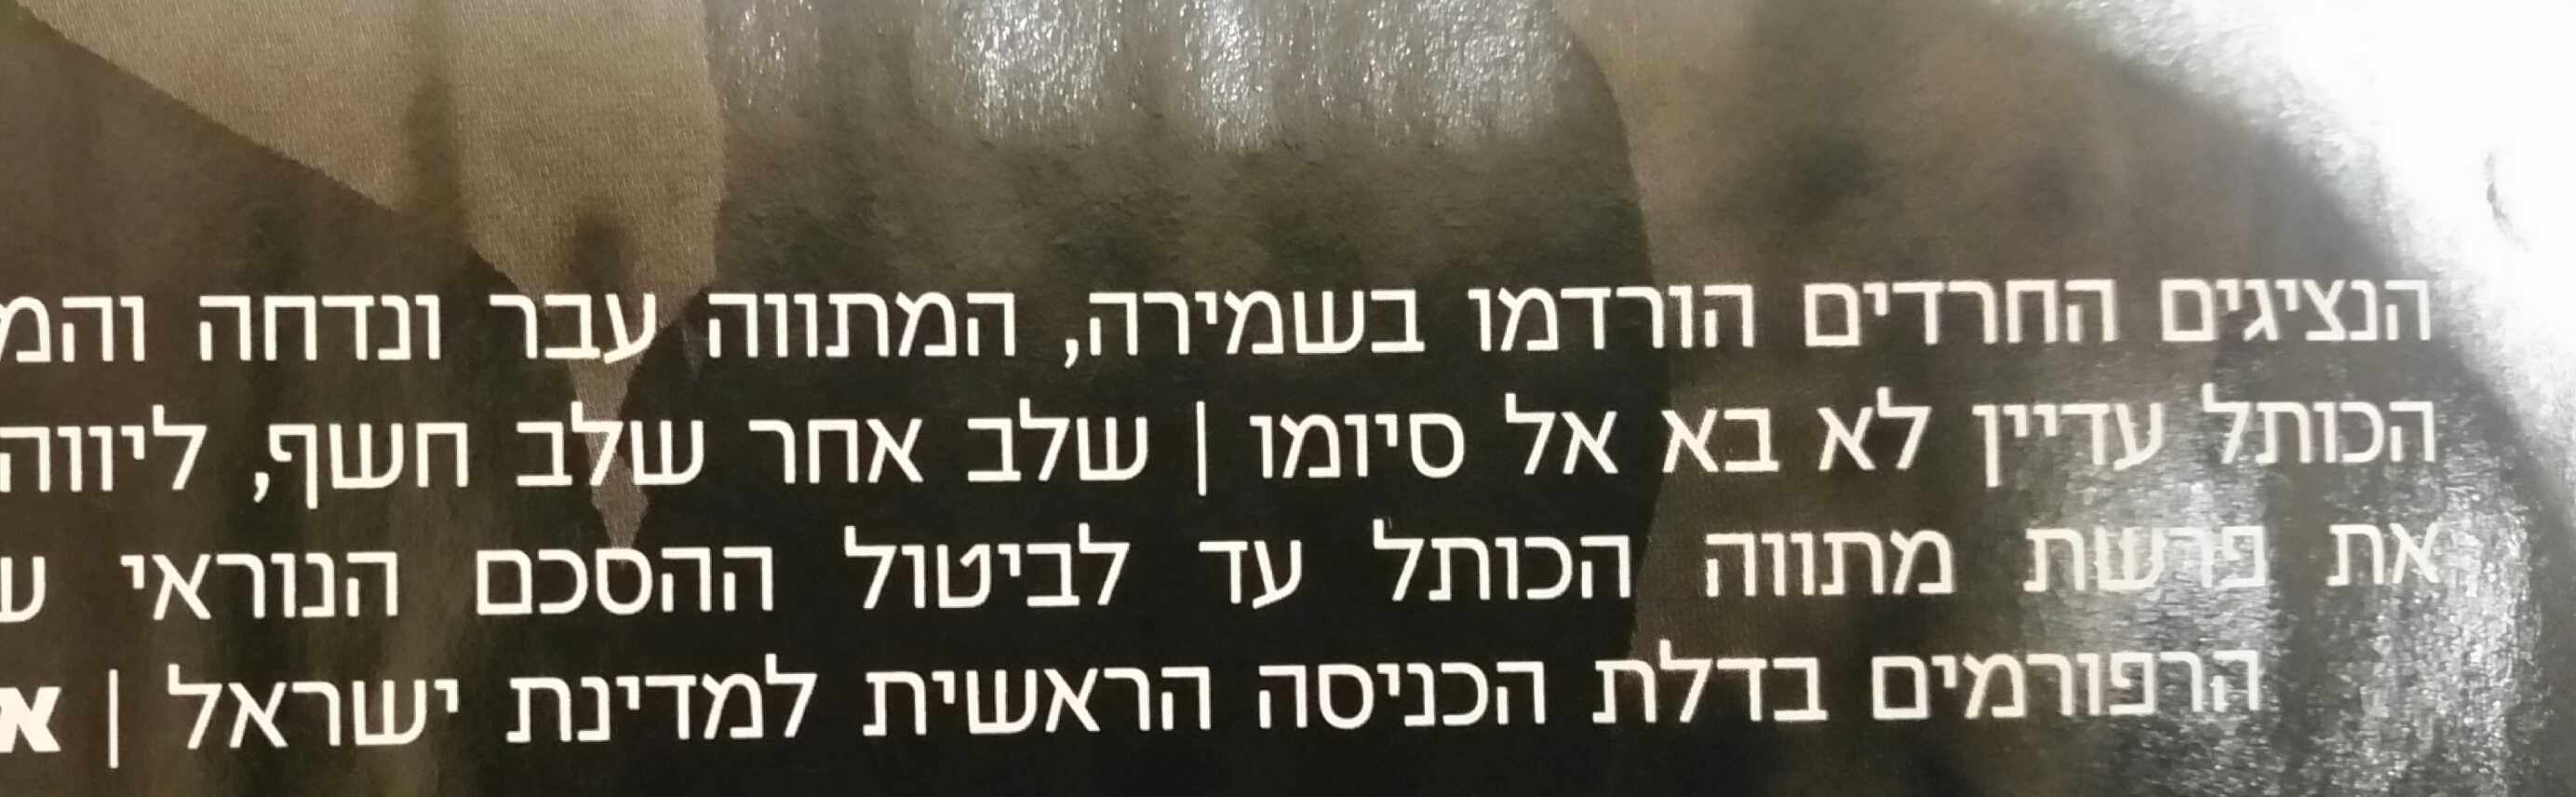 הנציגים החרדים הורדמו בשמירה, המתווה עבר ונדחה והמ
הכותל עדיין לא בא אל סיומו | שלב אחר שלב חשף, ליווה
את פרשת מתווה הכותל עד לביטול ההסכם הנוראי ש
הרפורמים בדלת הכניסה הראשית למדינת ישראל | א